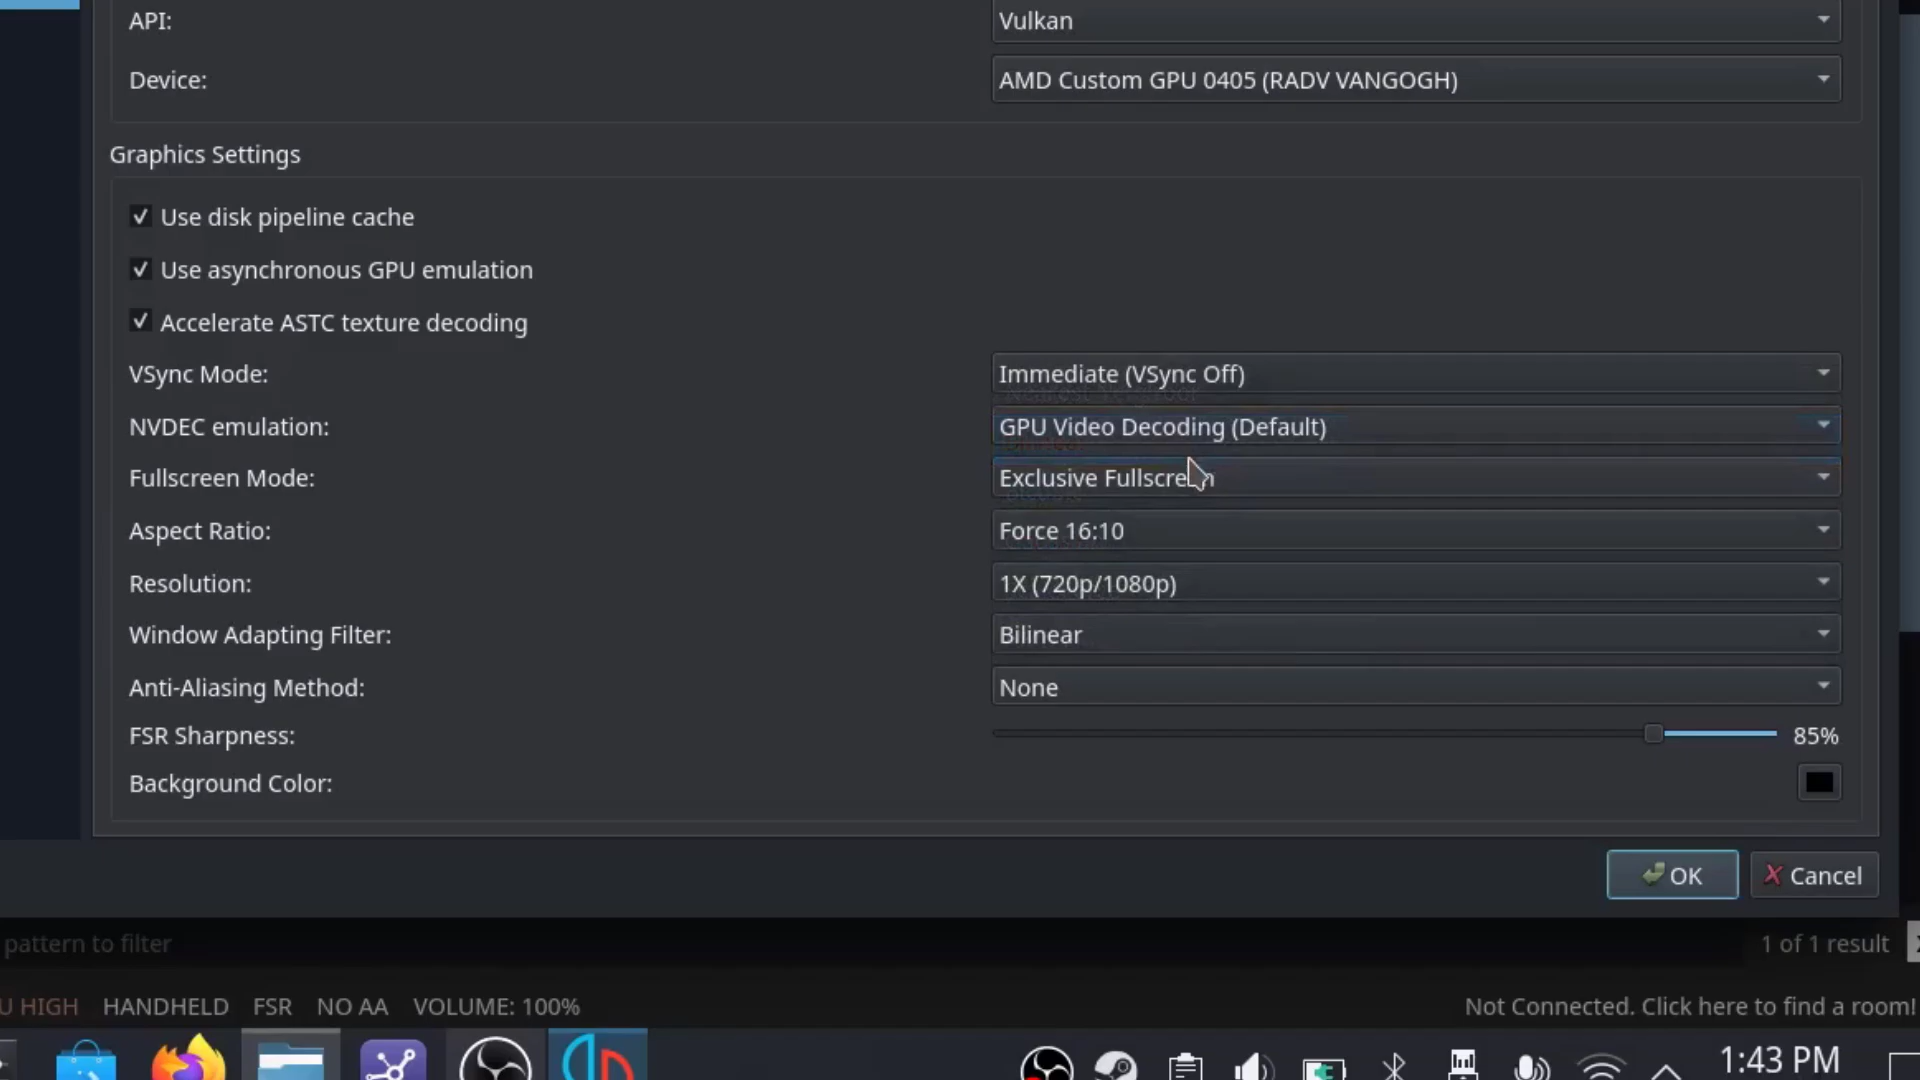 API: Vulkan
Device: AMD Custom GPU 0405 (RADV VANGOGH)
Graphics Settings
Use disk pipeline cache
Use asynchronous GPU emulation
Accelerate ASTC texture decoding
VSync Mode: Immediate (VSync Off)
NVDEC emulation: GPU Video Decoding (Default)
Fullscreen Mode: Exclusive Fullscreen
Aspect Ratio: Force 16:10
Resolution: 1X (720p/1080p)
Window Adapting Filter: Bilinear
Anti-Aliasing Method: None
FSR Sharpness: 85%
Background Color:
OK Cancel
pattern to filter 1 of 1 result
U HIGH HANDHELD FSR NO AA VOLUME: 100% Not Connected. Click here to find a room!
1:43 PM